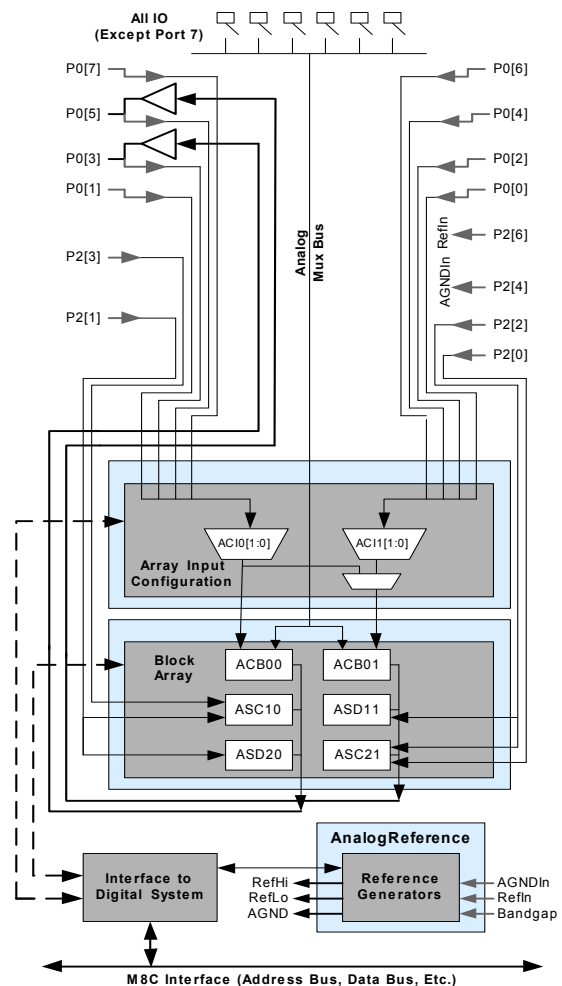 All IO
(Except Port 7)
P0[7]
P0[6]
P0[5]
P0[4]
P0[3]
P0[2]
P0[1]
P0[0]
P2[3]
P2[6]
RefIn
AGNDIn
P2[4]
P2[1]
P2[2]
P2[0]
Analog
Mux Bus
ACI0[1:0]
ACI1[1:0]
Array Input
Configuration
Block
Array
ACB00
ACB01
ASC10
ASD11
ASD20
ASC21
AnalogReference
Interface to
Digital System
Reference
Generators
RefHi
RefLo
AGND
AGNDIn
RefIn
Bandgap
M8C Interface (Address Bus, Data Bus, Etc.)